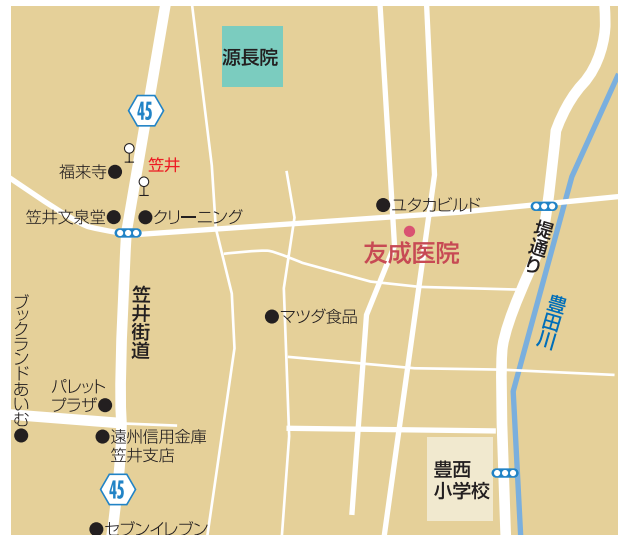 源長院
45
福来寺
笠井
笠井文泉堂
クリーニング
ユタカビルド
友成医院
堤通り
豊田川
笠井街道
マツダ食品
ブックランドあいむ
パレット
プラザ
遠州信用金庫
笠井支店
豊西
小学校
45
セブンイレブン